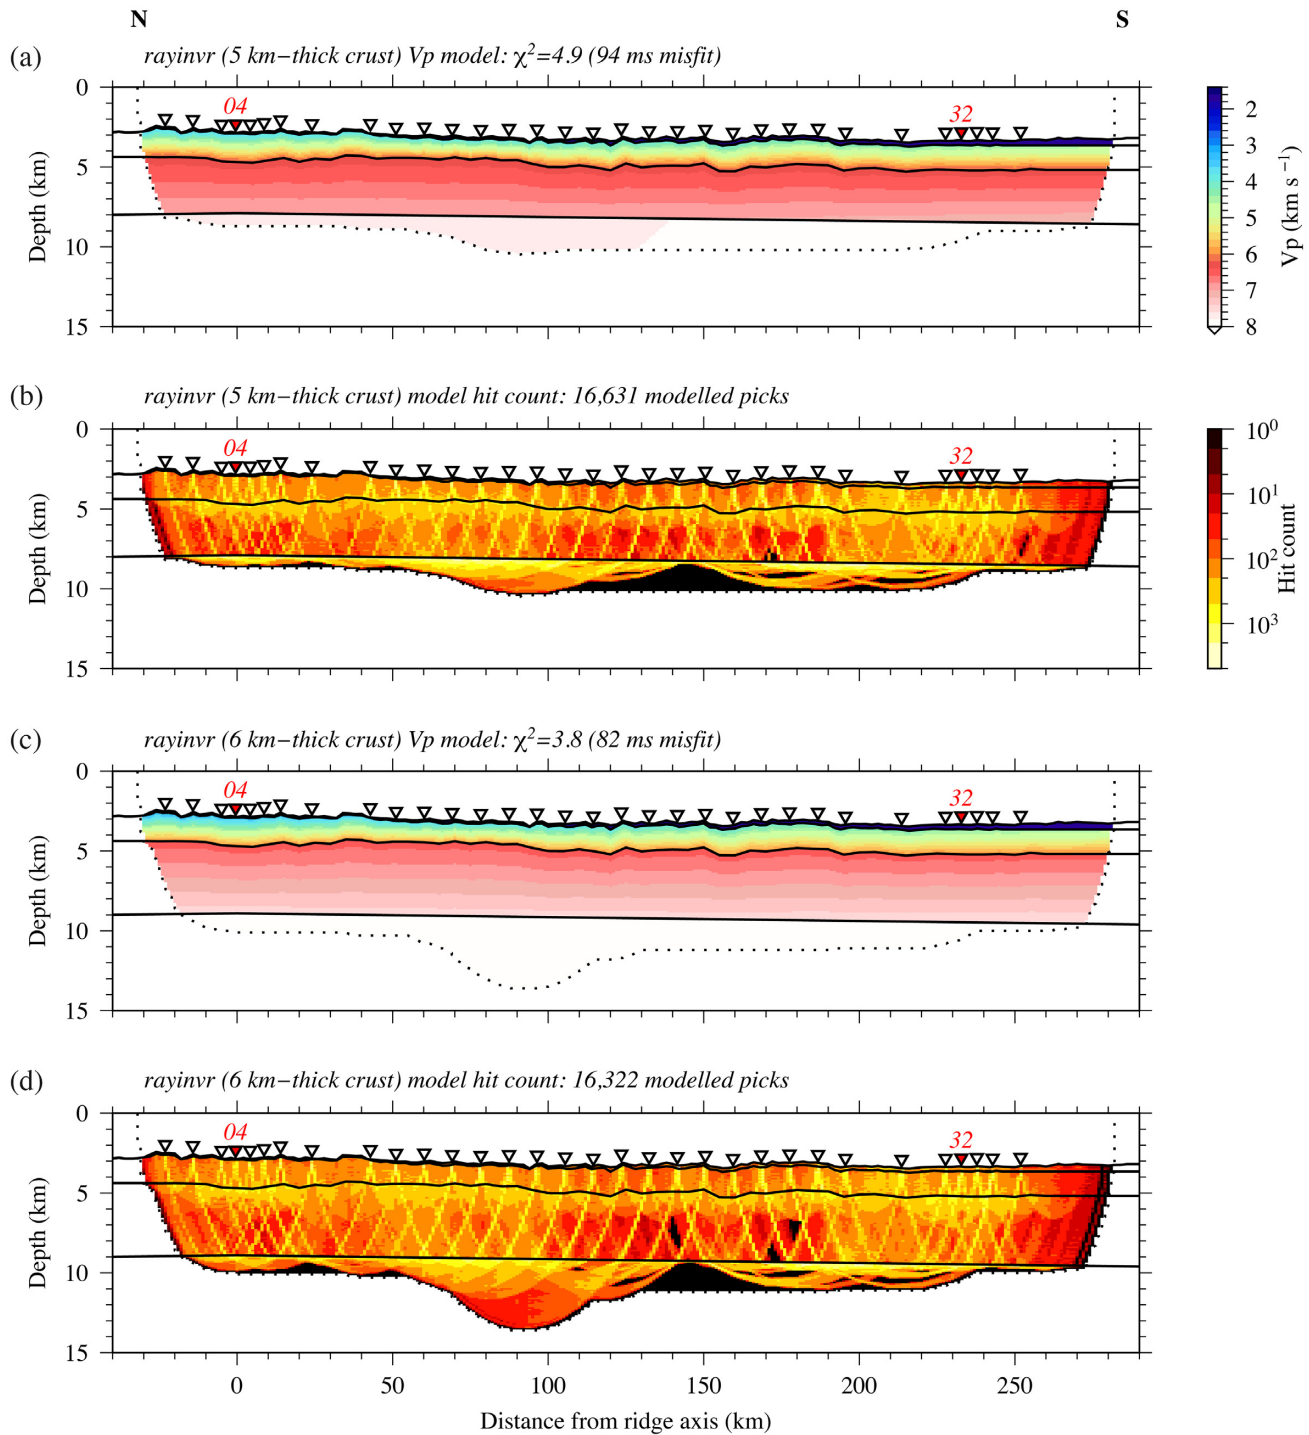 N S
(a) rayinvr (5 km−thick crust) Vp model: χ²=4.9 (94 ms misfit)
04
32
0
5
10
15
Depth (km)
2
3
4
5
6
7
8
Vp (km s⁻¹)
(b) rayinvr (5 km−thick crust) model hit count: 16,631 modelled picks
04
32
0
5
10
15
Depth (km)
10⁰
10¹
10²
10³
Hit count
(c) rayinvr (6 km−thick crust) Vp model: χ²=3.8 (82 ms misfit)
04
32
0
5
10
15
Depth (km)
(d) rayinvr (6 km−thick crust) model hit count: 16,322 modelled picks
04
32
0
5
10
15
Depth (km)
0 50 100 150 200 250
Distance from ridge axis (km)